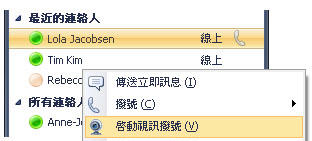 最近的連絡人
Lola Jacobsen 線上
Tim Kim 線上
Rebecc
傳送立即訊息 (I)
撥號 (C)
所有連絡人
啟動視訊撥號 (V)
Anne-J